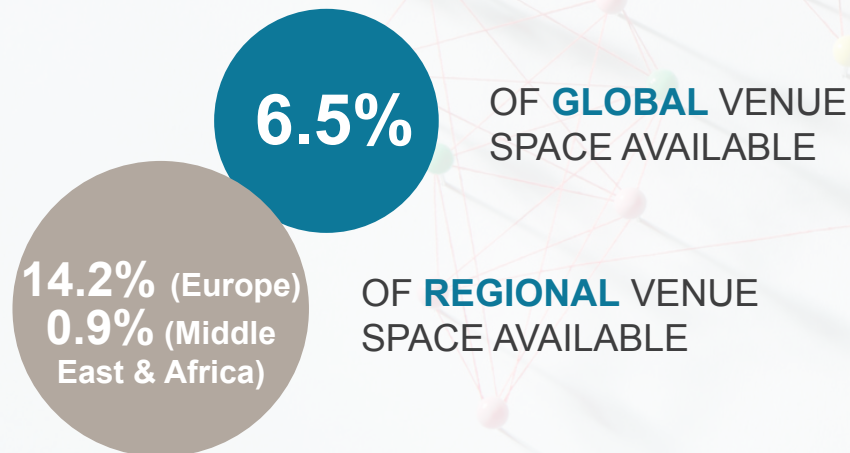 6.5%
OF GLOBAL VENUE
SPACE AVAILABLE
14.2% (Europe)
0.9% (Middle
East & Africa)
OF REGIONAL VENUE
SPACE AVAILABLE